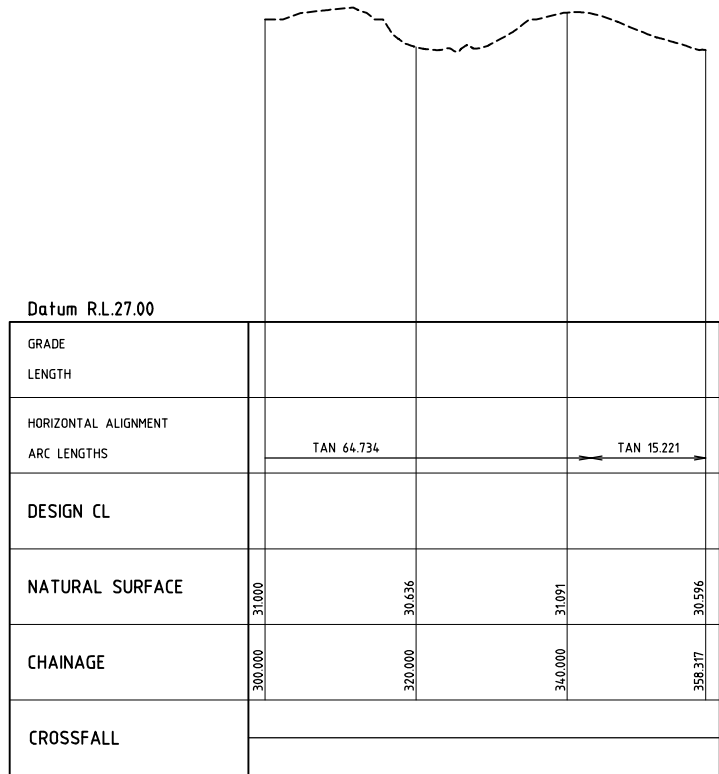 Datum R.L.27.00
GRADE
LENGTH
HORIZONTAL ALIGNMENT
ARC LENGTHS
TAN 64.734
TAN 15.221
DESIGN CL
NATURAL SURFACE
31.000
30.636
31.091
30.596
CHAINAGE
300.000
320.000
340.000
358.317
CROSSFALL